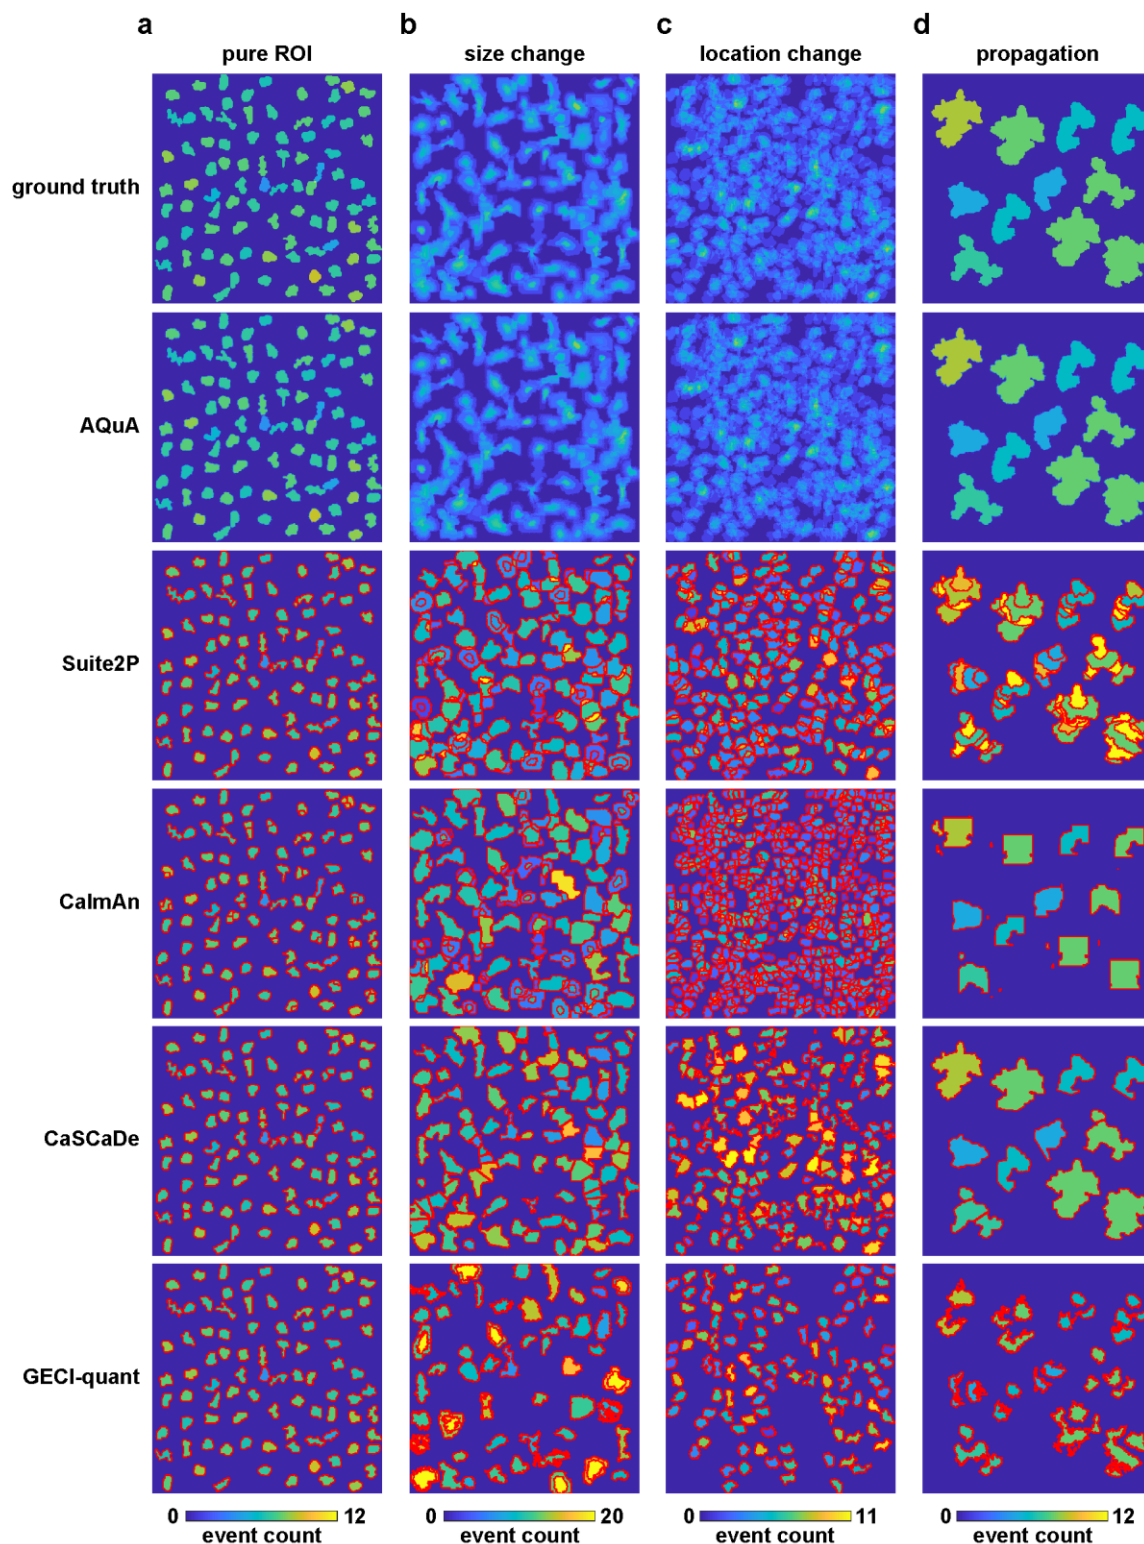 a b c d
pure ROI size change location change propagation
ground truth
AQuA
Suite2P
CaImAn
CaSCaDe
GECI-quant
0 12 0 20 0 11 0 12
event count event count event count event count